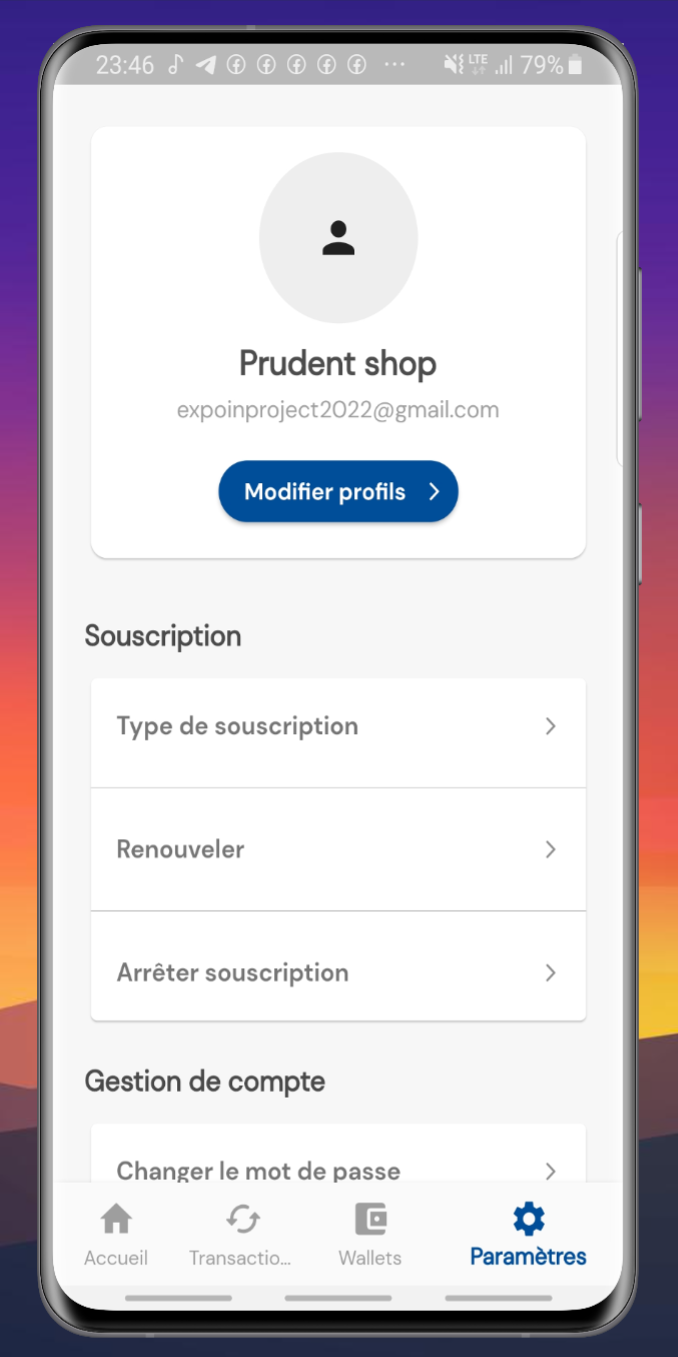 23:46 ... LTE 79%
Prudent shop
expoinproject2022@gmail.com
Modifier profils
Souscription
Type de souscription
Renouveler
Arrêter souscription
Gestion de compte
Changer le mot de passe
Accueil Transactio... Wallets Paramètres